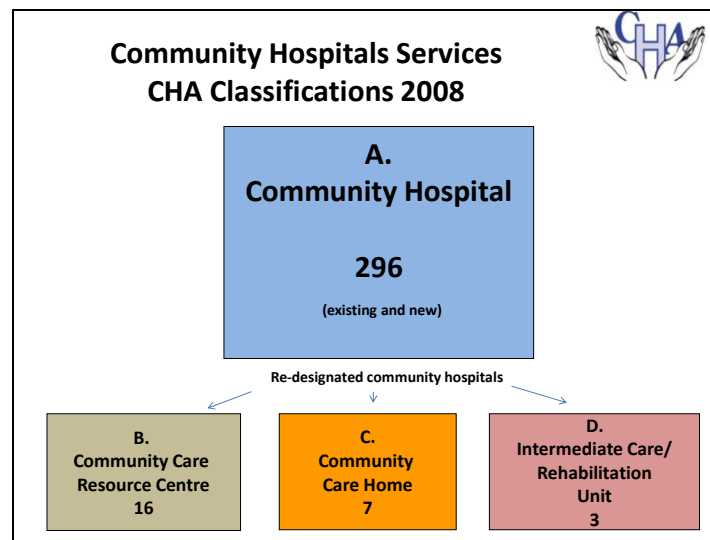 Community Hospitals Services
CHA Classifications 2008
CHA
A.
Community Hospital
296
(existing and new)
Re-designated community hospitals
B.
Community Care
Resource Centre
16
C.
Community
Care Home
7
D.
Intermediate Care/
Rehabilitation
Unit
3